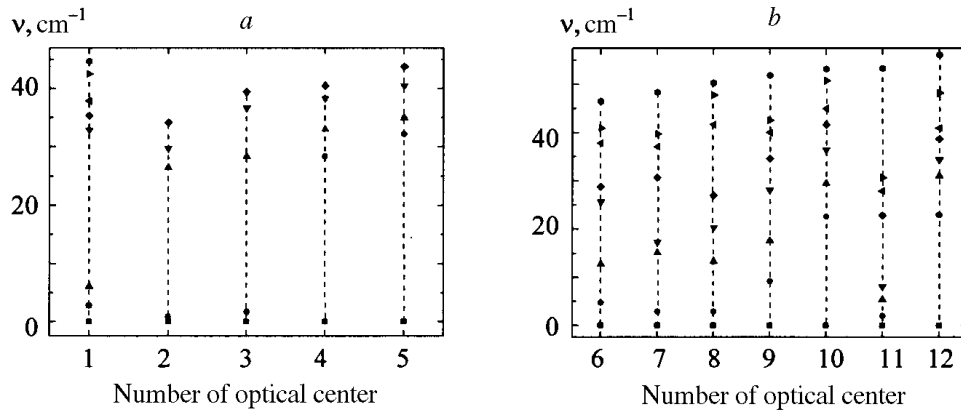 ν, cm⁻¹
a
40
20
0
1 2 3 4 5
Number of optical center
ν, cm⁻¹
b
40
20
0
6 7 8 9 10 11 12
Number of optical center